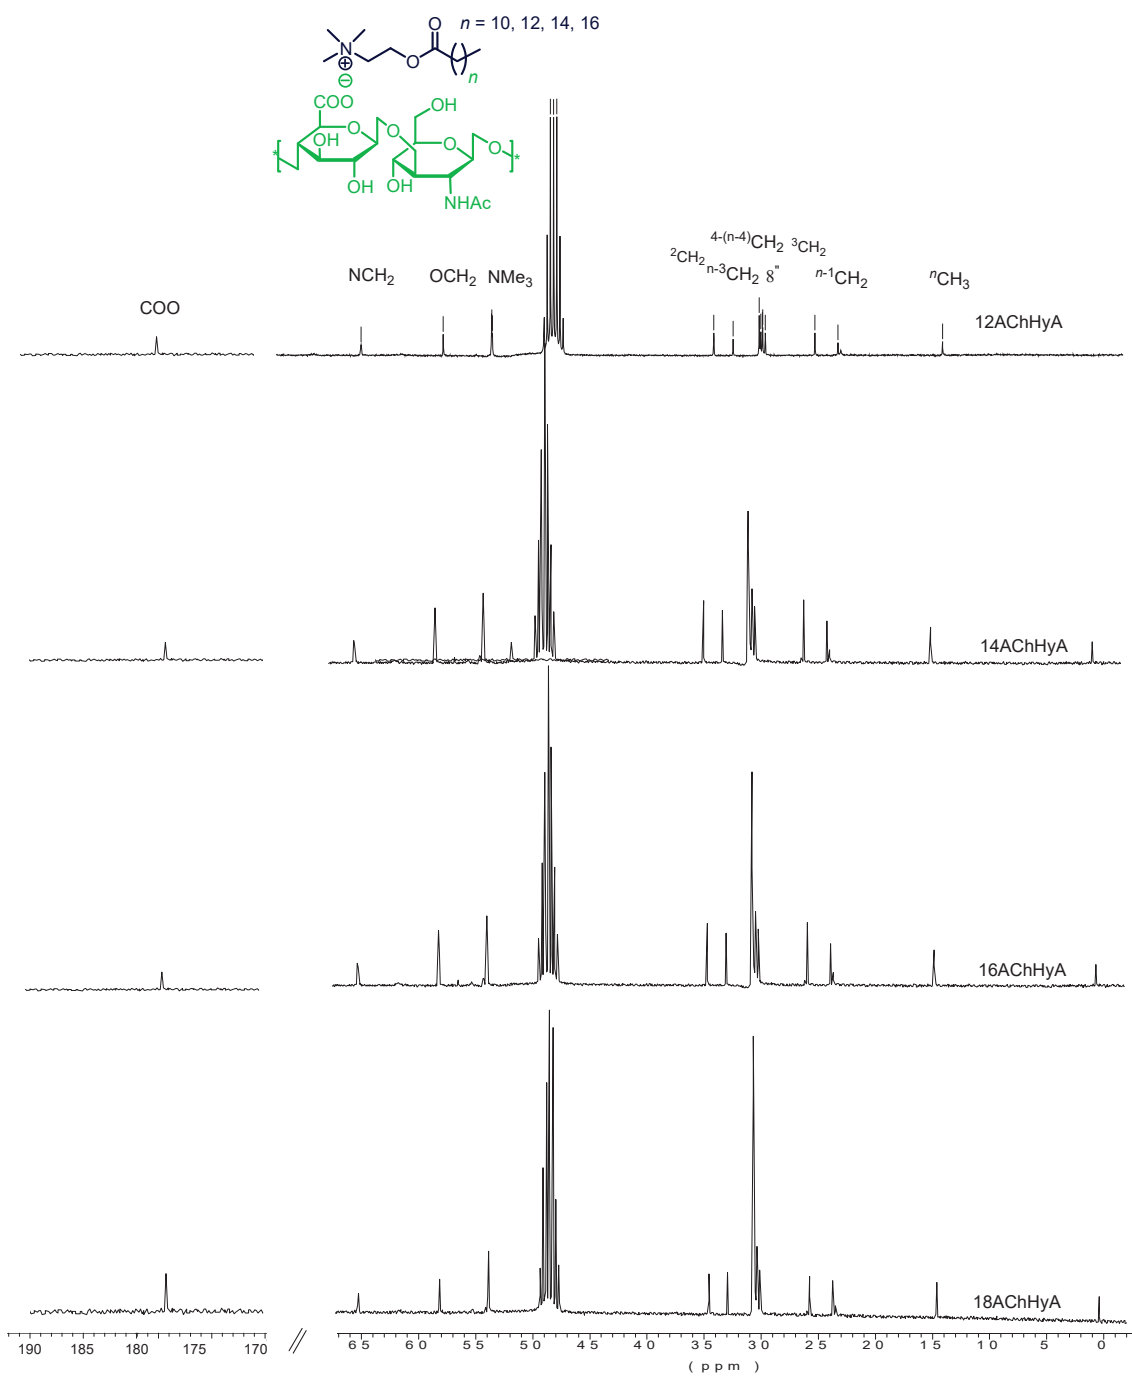 O n = 10, 12, 14, 16
N
⊕
O
n
⊖
COO
OH
O
O
OH
O
O
*
*
OH
OH
NHAc
4-(n-4)CH2 3CH2
2CH2 n-3CH2 8"
n-1CH2
nCH3
NCH2
OCH2
NMe3
COO
12AChHyA
14AChHyA
16AChHyA
18AChHyA
190 185 180 175 170 // 65 60 55 50 45 40 35 30 25 20 15 10 5 0
( ppm )